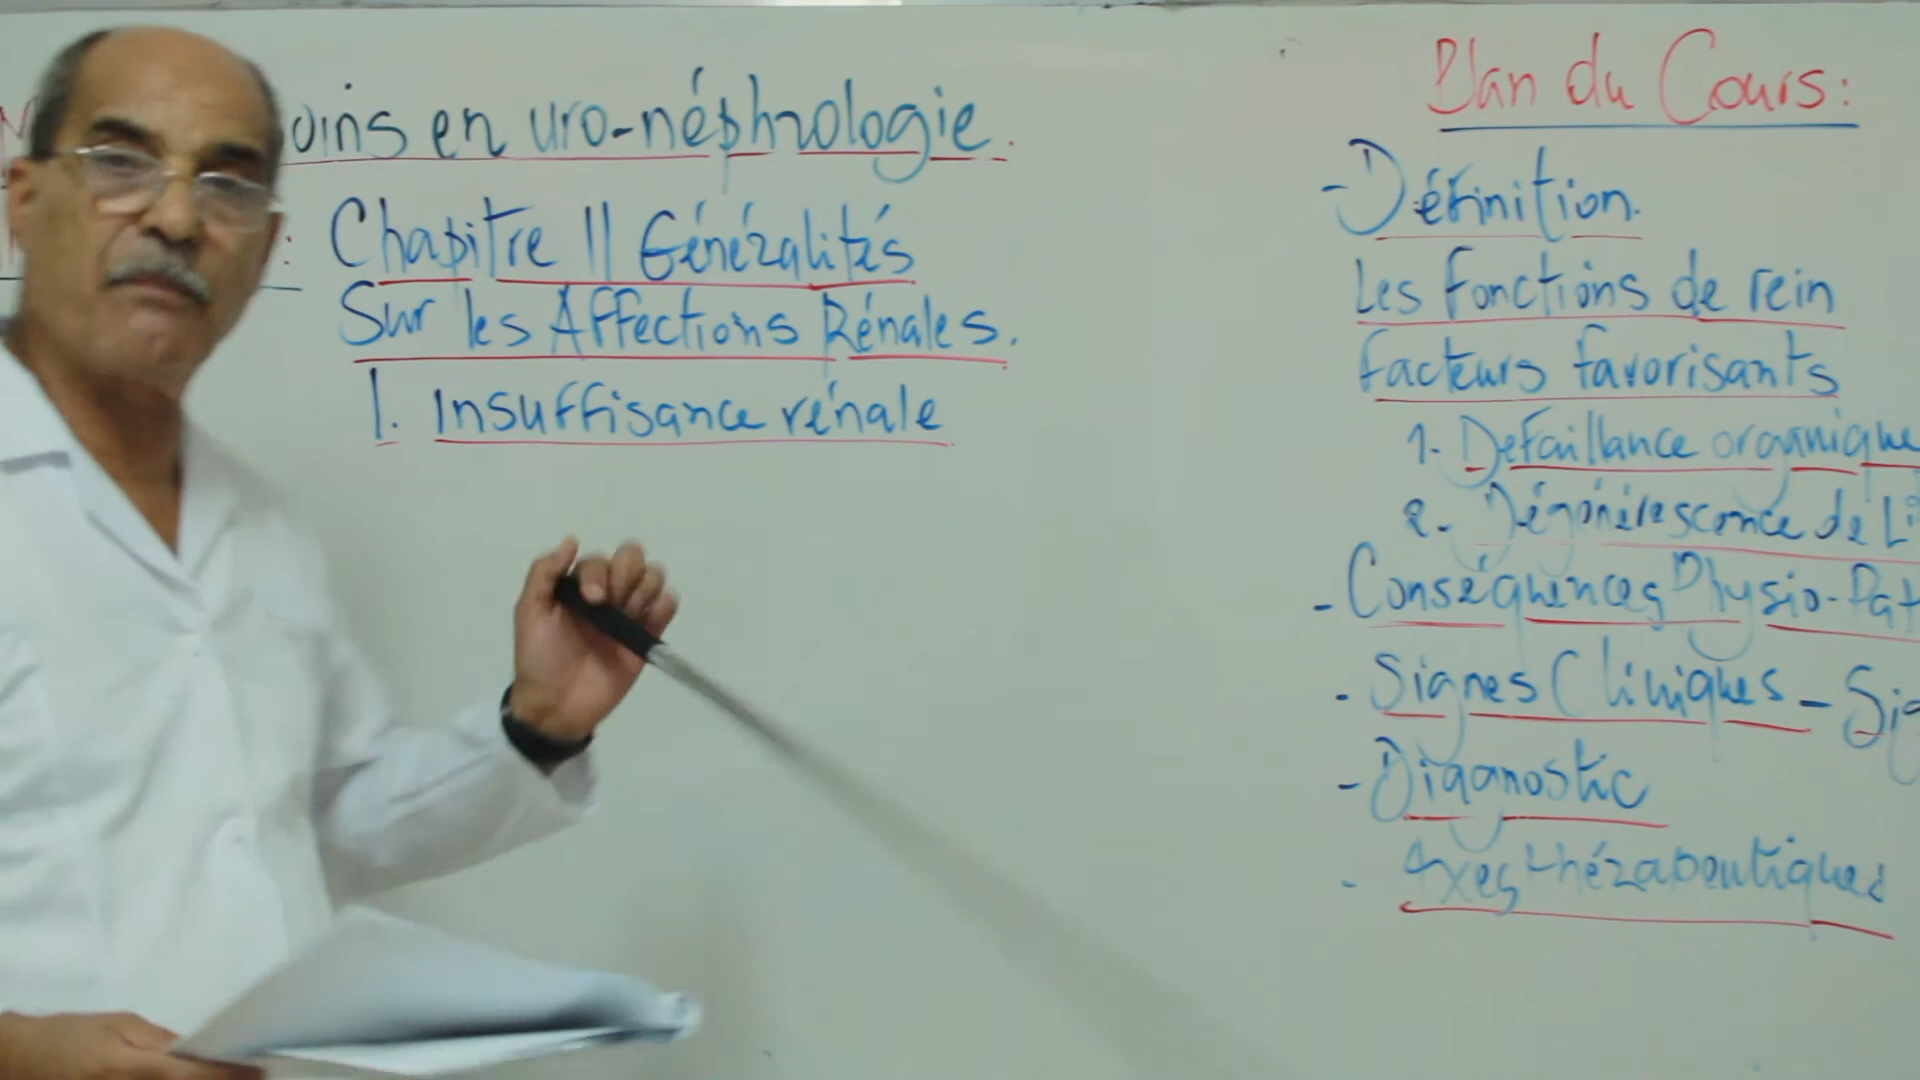 oins en uro-néphrologie.
: Chapitre II Généralités
Sur les Affections Rénales.
1. Insuffisance rénale
Plan du Cours:
- Définition.
Les fonctions de rein
facteurs favorisants
1. Defaillance organique
2. Dégénérescence de
- Conséquences Physio-Pat
- Signes Cliniques - Sig
- Diagnostic
- Axes thérapeutiques